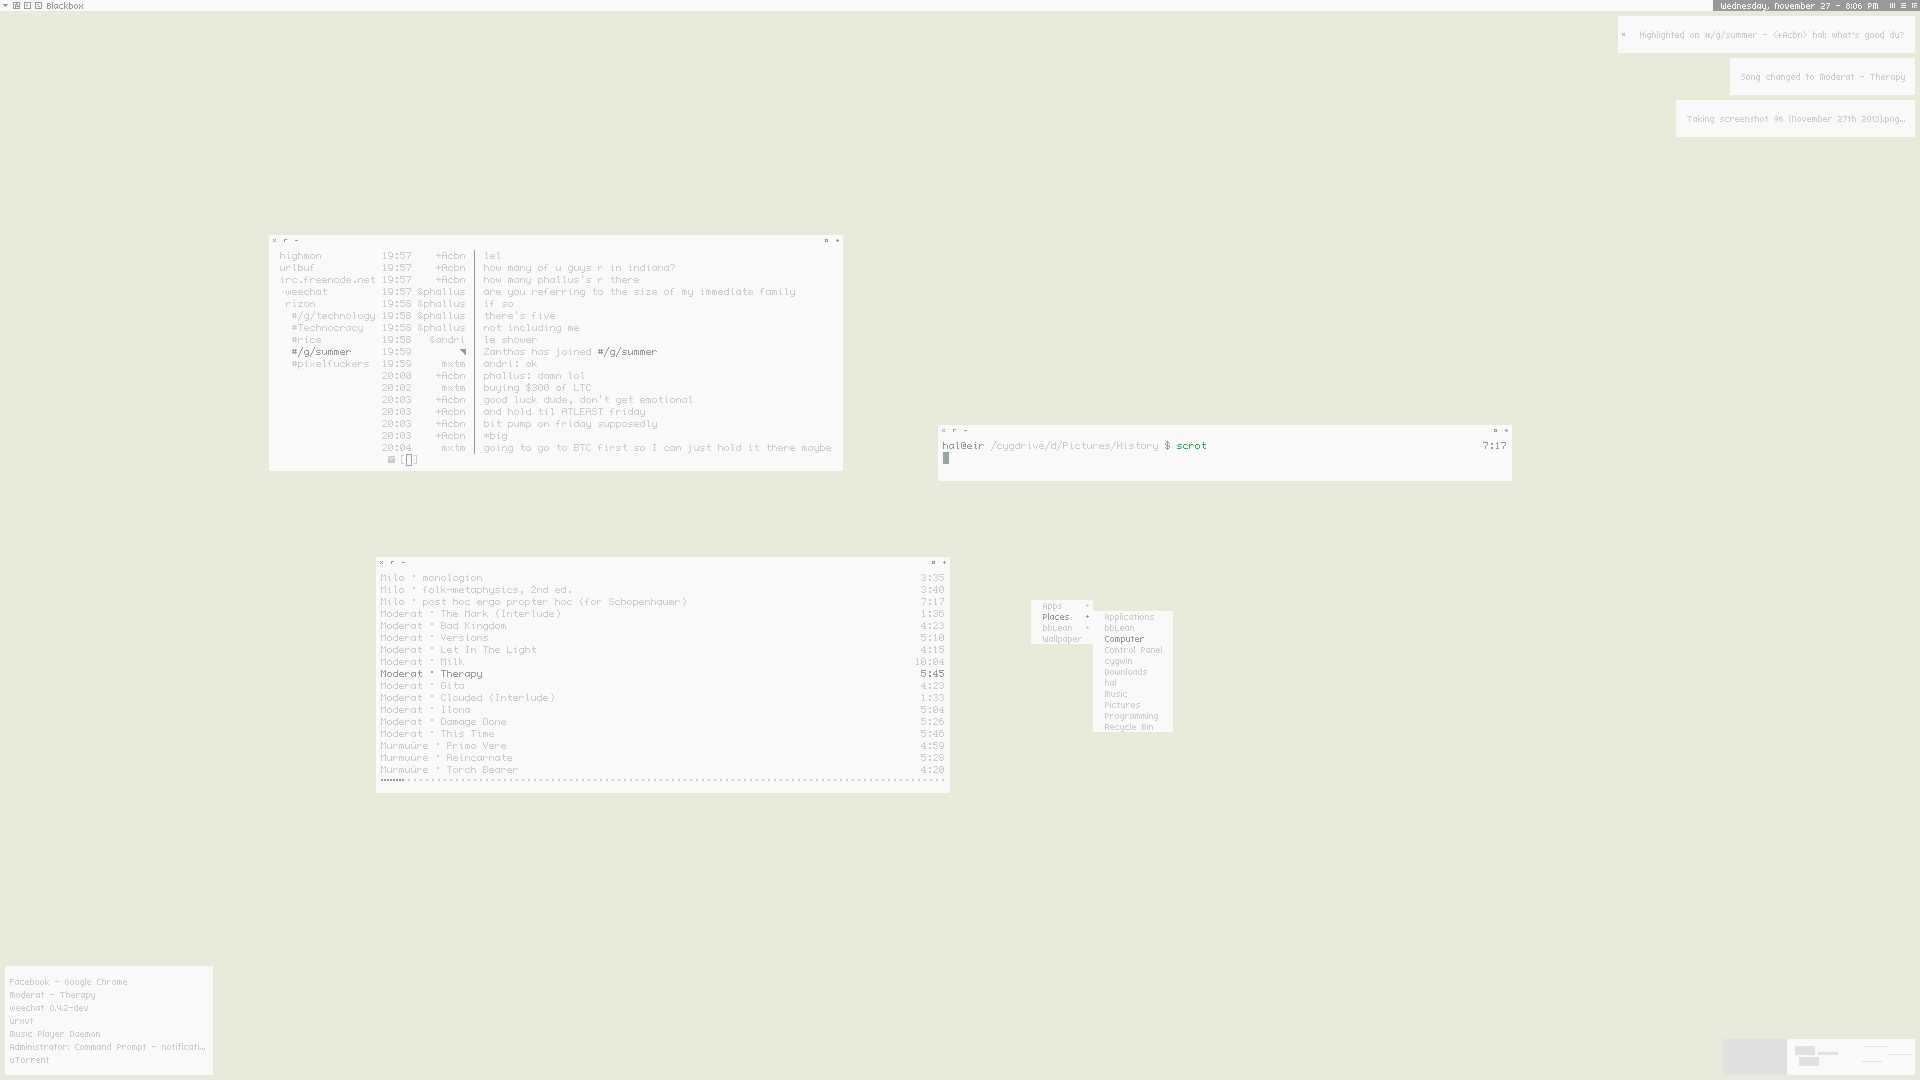 Blackbox
Wednesday, November 27 - 8:06 PM
Highlighted on #/g/summer - <+Acbn> hal: what's good du?
Song changed to Moderat - Therapy
Taking screenshot 96 (November 27th 2013).png...
highmon 19:57 +Acbn lel
urlbuf 19:57 +Acbn how many of u guys r in indiana?
irc.freenode.net 19:57 +Acbn how many phallus's r there
weechat 19:57 &phallus are you referring to the size of my immediate family
rizon 19:58 &phallus if so
#/g/technology 19:58 &phallus there's five
#Technocracy 19:58 &phallus not including me
#rice 19:58 &andri le shower
#/g/summer 19:59 Zanthas has joined #/g/summer
#pixelfuckers 19:59 mxtm andri: ok
20:00 +Acbn phallus: damn lol
20:02 mxtm buying $300 of LTC
20:03 +Acbn good luck dude, don't get emotional
20:03 +Acbn and hold til ATLEAST friday
20:03 +Acbn bit pump on friday supposedly
20:03 +Acbn *big
20:04 mxtm going to go to BTC first so I can just hold it there maybe
[ ]
hal@eir /cygdrive/d/Pictures/History $ scrot 7:17
Milo * monologion 3:35
Milo * folk-metaphysics, 2nd ed. 3:40
Milo * post hoc ergo propter hoc (for Schopenhauer) 7:17
Moderat * The Mark (Interlude) 1:36
Moderat * Bad Kingdom 4:23
Moderat * Versions 5:10
Moderat * Let In The Light 4:15
Moderat * Milk 10:04
Moderat * Therapy 5:45
Moderat * Gita 4:23
Moderat * Clouded (Interlude) 1:33
Moderat * Ilona 5:04
Moderat * Damage Done 5:26
Moderat * This Time 5:46
Murmuüre * Primo Vere 4:59
Murmuüre * Reincarnate 5:28
Murmuüre * Torch Bearer 4:20
Apps
Places
bbLean
Wallpaper
Applications
bbLean
Computer
Control Panel
cygwin
Downloads
hal
Music
Pictures
Programming
Recycle Bin
Facebook - Google Chrome
Moderat - Therapy
weechat 0.4.2-dev
urxvt
Music Player Daemon
Administrator: Command Prompt - notificati...
uTorrent